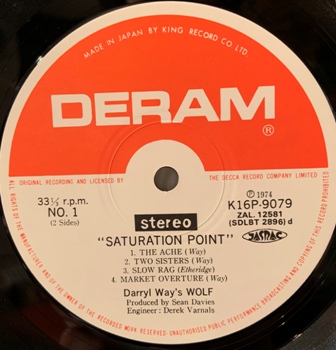 MADE IN JAPAN BY KING RECORD CO LTD.
DERAM®
ORIGINAL RECORDING AND LICENSED BY THE DECCA RECORD COMPANY LIMITED
33⅓ r.p.m.
NO. 1
(2 Sides)
Ⓟ 1974
K16P-9079
ZAL. 12581
(SDLBT 2896) d
stereo
JASRAC
"SATURATION POINT"
1. THE ACHE (Way)
2. TWO SISTERS (Way)
3. SLOW RAG (Etheridge)
4. MARKET OVERTURE (Way)
Darryl Way's WOLF
Produced by Sean Davies
Engineer: Derek Varnals
ALL RIGHTS OF THE MANUFACTURER AND OF THE OWNER OF THE RECORDED WORK RESERVED UNAUTHORISED PUBLIC PERFORMANCE BROADCASTING AND COPYING OF THIS RECORD PROHIBITED